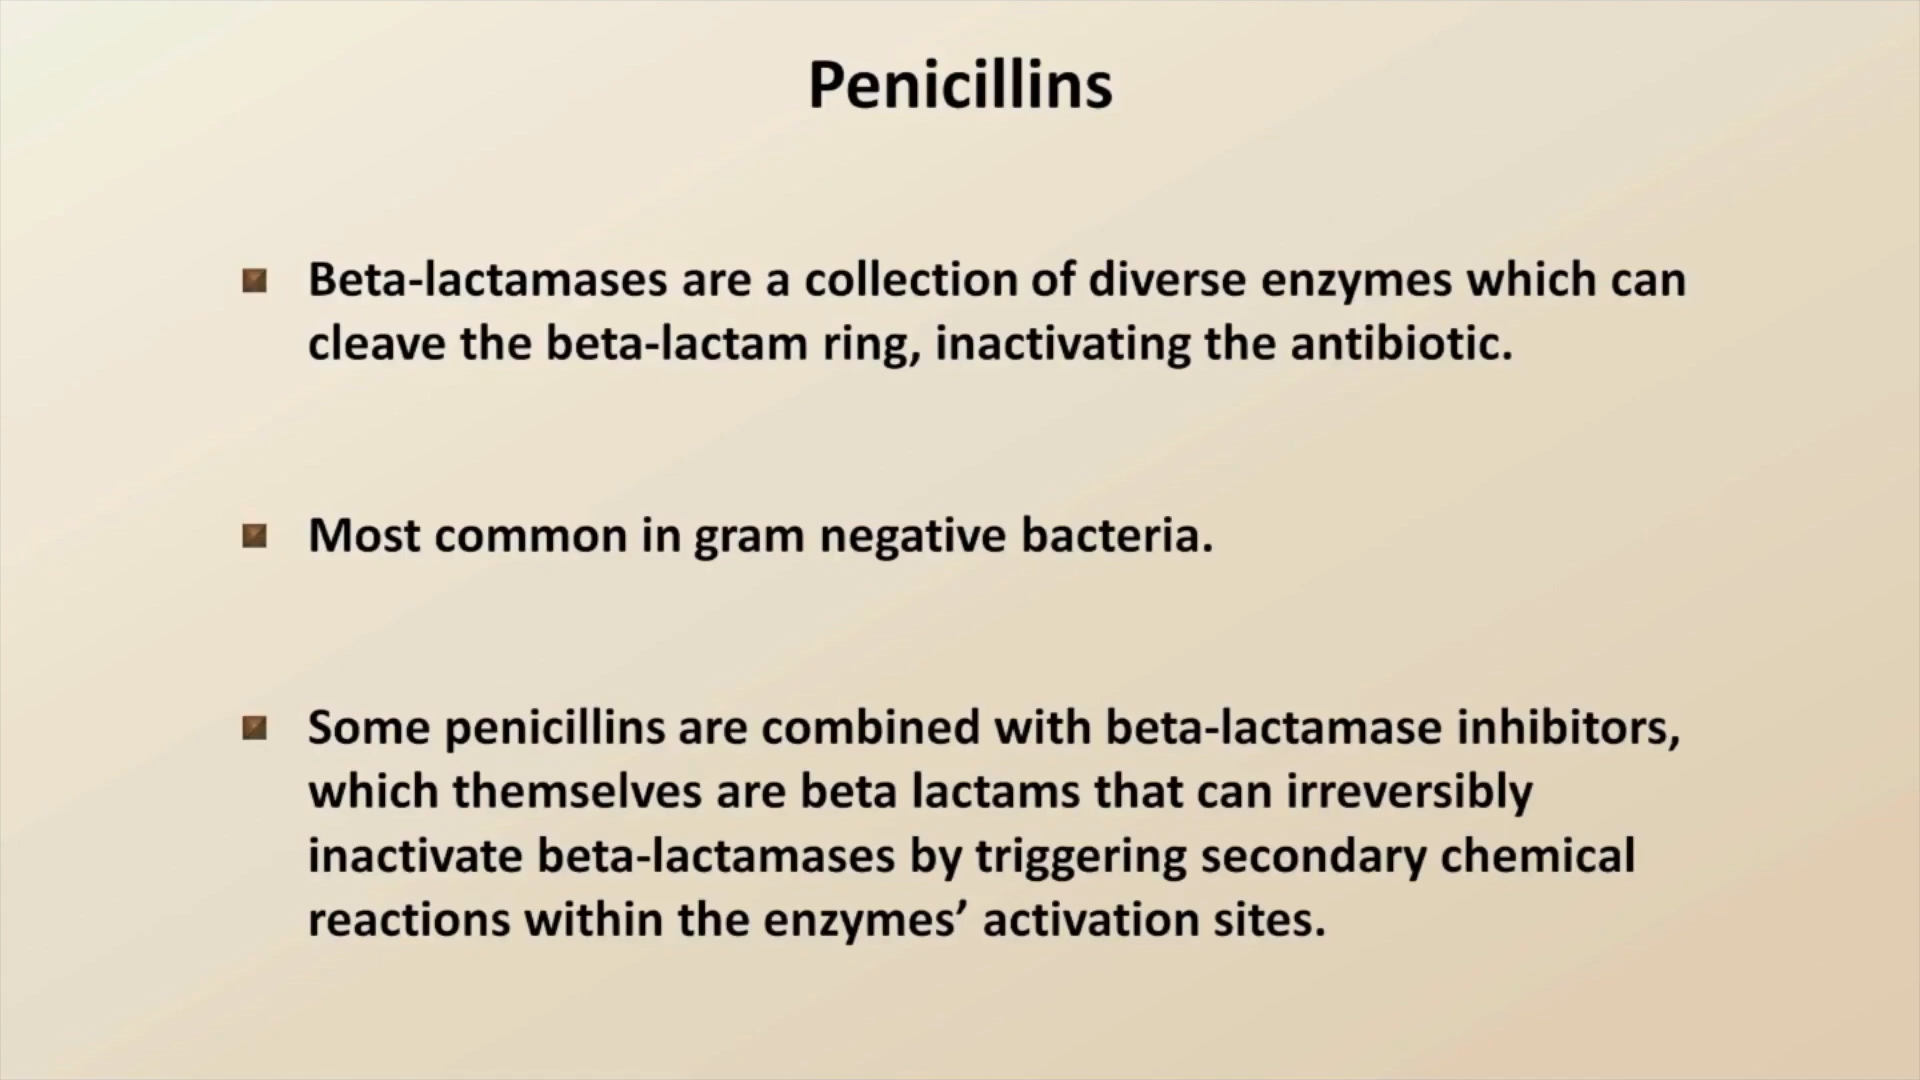 Penicillins
Beta-lactamases are a collection of diverse enzymes which can
cleave the beta-lactam ring, inactivating the antibiotic.
Most common in gram negative bacteria.
Some penicillins are combined with beta-lactamase inhibitors,
which themselves are beta lactams that can irreversibly
inactivate beta-lactamases by triggering secondary chemical
reactions within the enzymes’ activation sites.